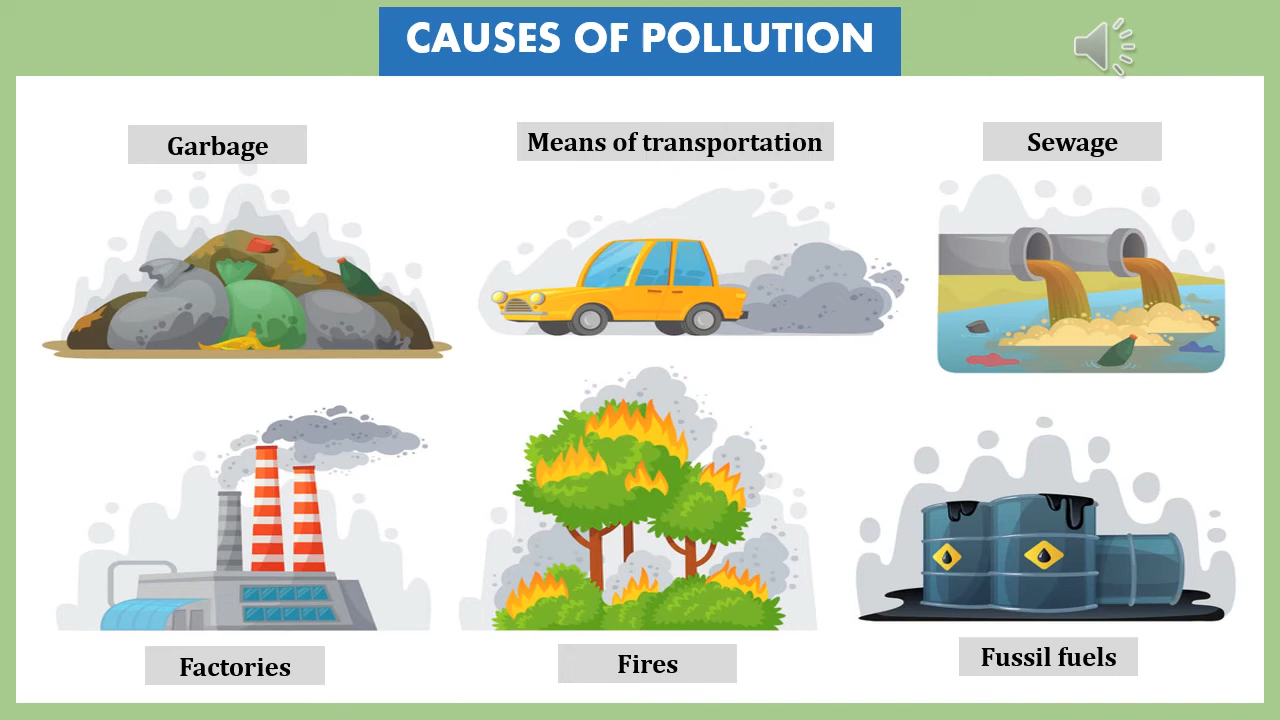 CAUSES OF POLLUTION
Garbage
Means of transportation
Sewage
Factories
Fires
Fussil fuels